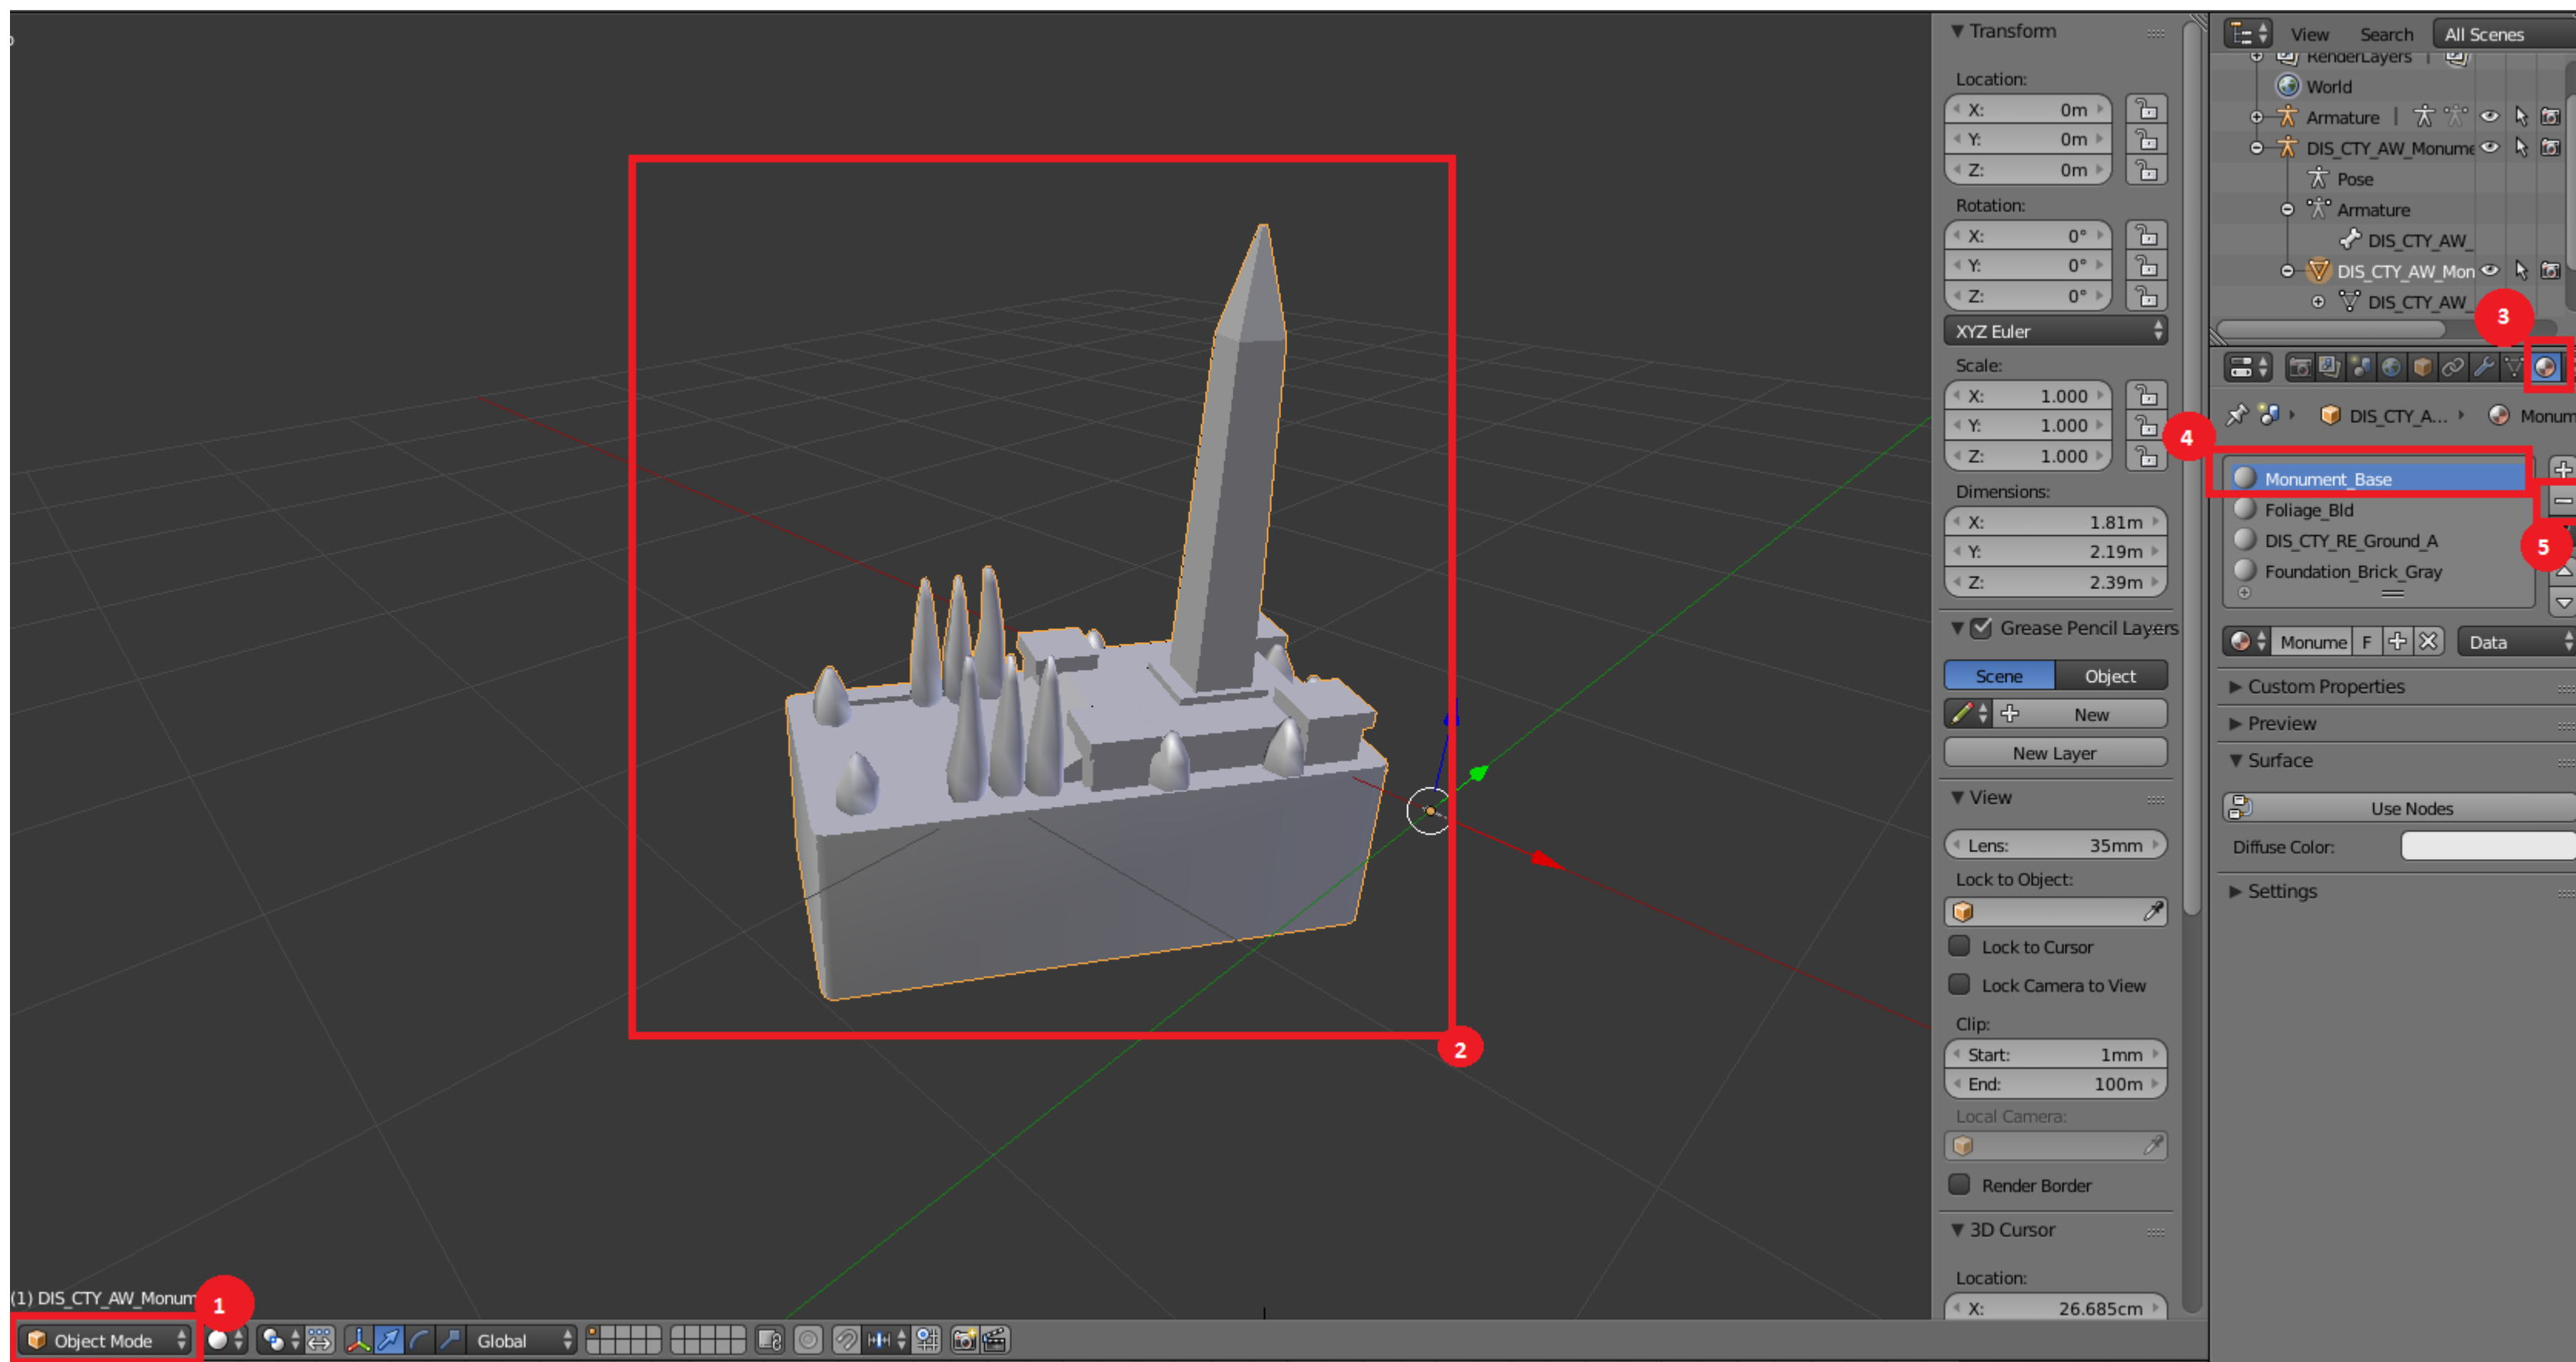 (1) DIS_CTY_AW_Monum
1
Object Mode
Global
2
Transform
Location:
X: 0m
Y: 0m
Z: 0m
Rotation:
X: 0°
Y: 0°
Z: 0°
XYZ Euler
Scale:
X: 1.000
Y: 1.000
Z: 1.000
Dimensions:
X: 1.81m
Y: 2.19m
Z: 2.39m
Grease Pencil Layers
Scene Object
New
New Layer
View
Lens: 35mm
Lock to Object:
Lock to Cursor
Lock Camera to View
Clip:
Start: 1mm
End: 100m
Local Camera:
Render Border
3D Cursor
Location:
X: 26.685cm
View Search All Scenes
RenderLayers
World
Armature
DIS_CTY_AW_Monume
Pose
Armature
DIS_CTY_AW_
DIS_CTY_AW_Mon
DIS_CTY_AW_
3
DIS_CTY_A... Monum
4
Monument_Base
Foliage_Bld
DIS_CTY_RE_Ground_A
Foundation_Brick_Gray
5
Monume F Data
Custom Properties
Preview
Surface
Use Nodes
Diffuse Color:
Settings